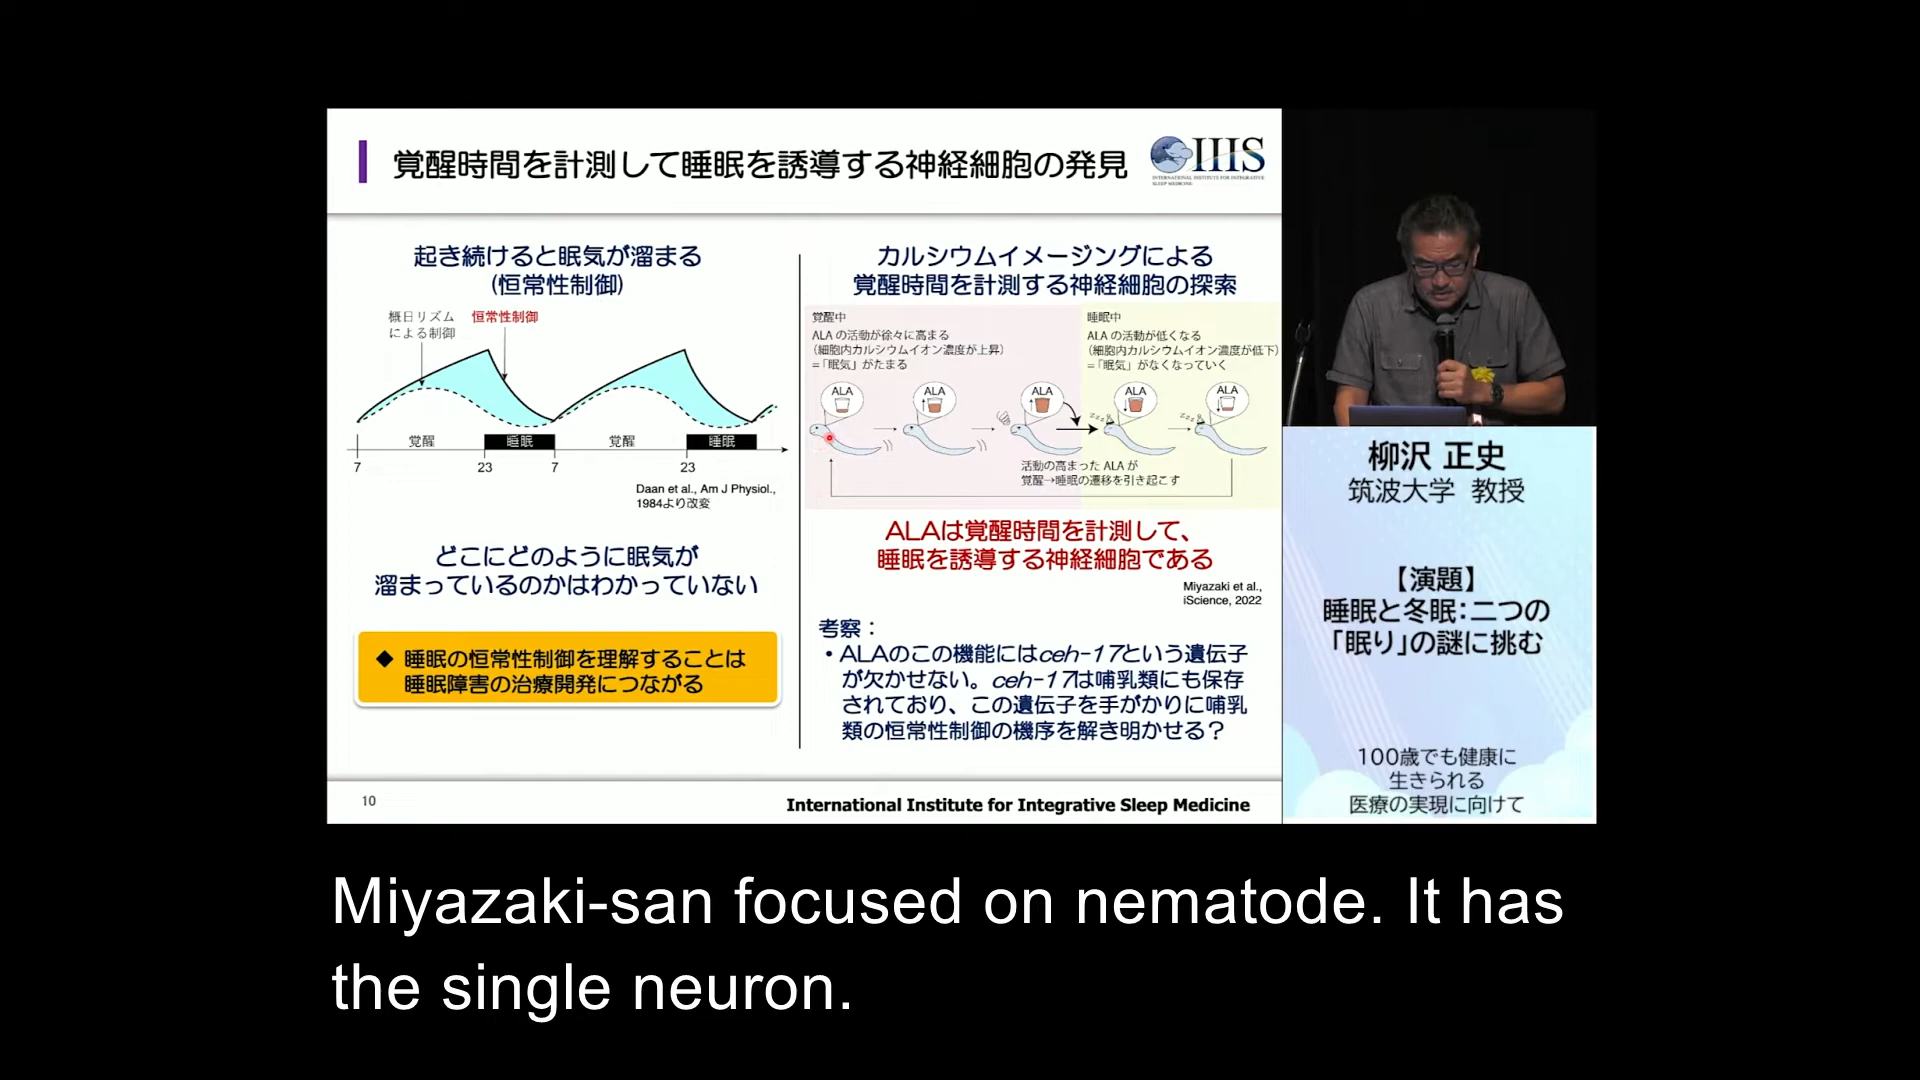 覚醒時間を計測して睡眠を誘導する神経細胞の発見
IIIS
INTERNATIONAL INSTITUTE FOR INTEGRATIVE
SLEEP MEDICINE
起き続けると眠気が溜まる
(恒常性制御)
概日リズム
による制御
恒常性制御
覚醒
睡眠
覚醒
睡眠
7
23
7
23
Daan et al., Am J Physiol.,
1984より改変
どこにどのように眠気が
溜まっているのかはわかっていない
◆ 睡眠の恒常性制御を理解することは
睡眠障害の治療開発につながる
カルシウムイメージングによる
覚醒時間を計測する神経細胞の探索
覚醒中
ALA の活動が徐々に高まる
(細胞内カルシウムイオン濃度が上昇)
=「眠気」がたまる
睡眠中
ALA の活動が低くなる
(細胞内カルシウムイオン濃度が低下)
=「眠気」がなくなっていく
ALA
ALA
ALA
ALA
ALA
zzz
zzz
活動の高まった ALA が
覚醒→睡眠の遷移を引き起こす
ALAは覚醒時間を計測して、
睡眠を誘導する神経細胞である
Miyazaki et al.,
iScience, 2022
考察：
・ALAのこの機能にはceh-17という遺伝子
が欠かせない。ceh-17は哺乳類にも保存
されており、この遺伝子を手がかりに哺乳
類の恒常性制御の機序を解き明かせる？
10
International Institute for Integrative Sleep Medicine
柳沢 正史
筑波大学 教授
【演題】
睡眠と冬眠：二つの
「眠り」の謎に挑む
100歳でも健康に
生きられる
医療の実現に向けて
Miyazaki-san focused on nematode. It has
the single neuron.